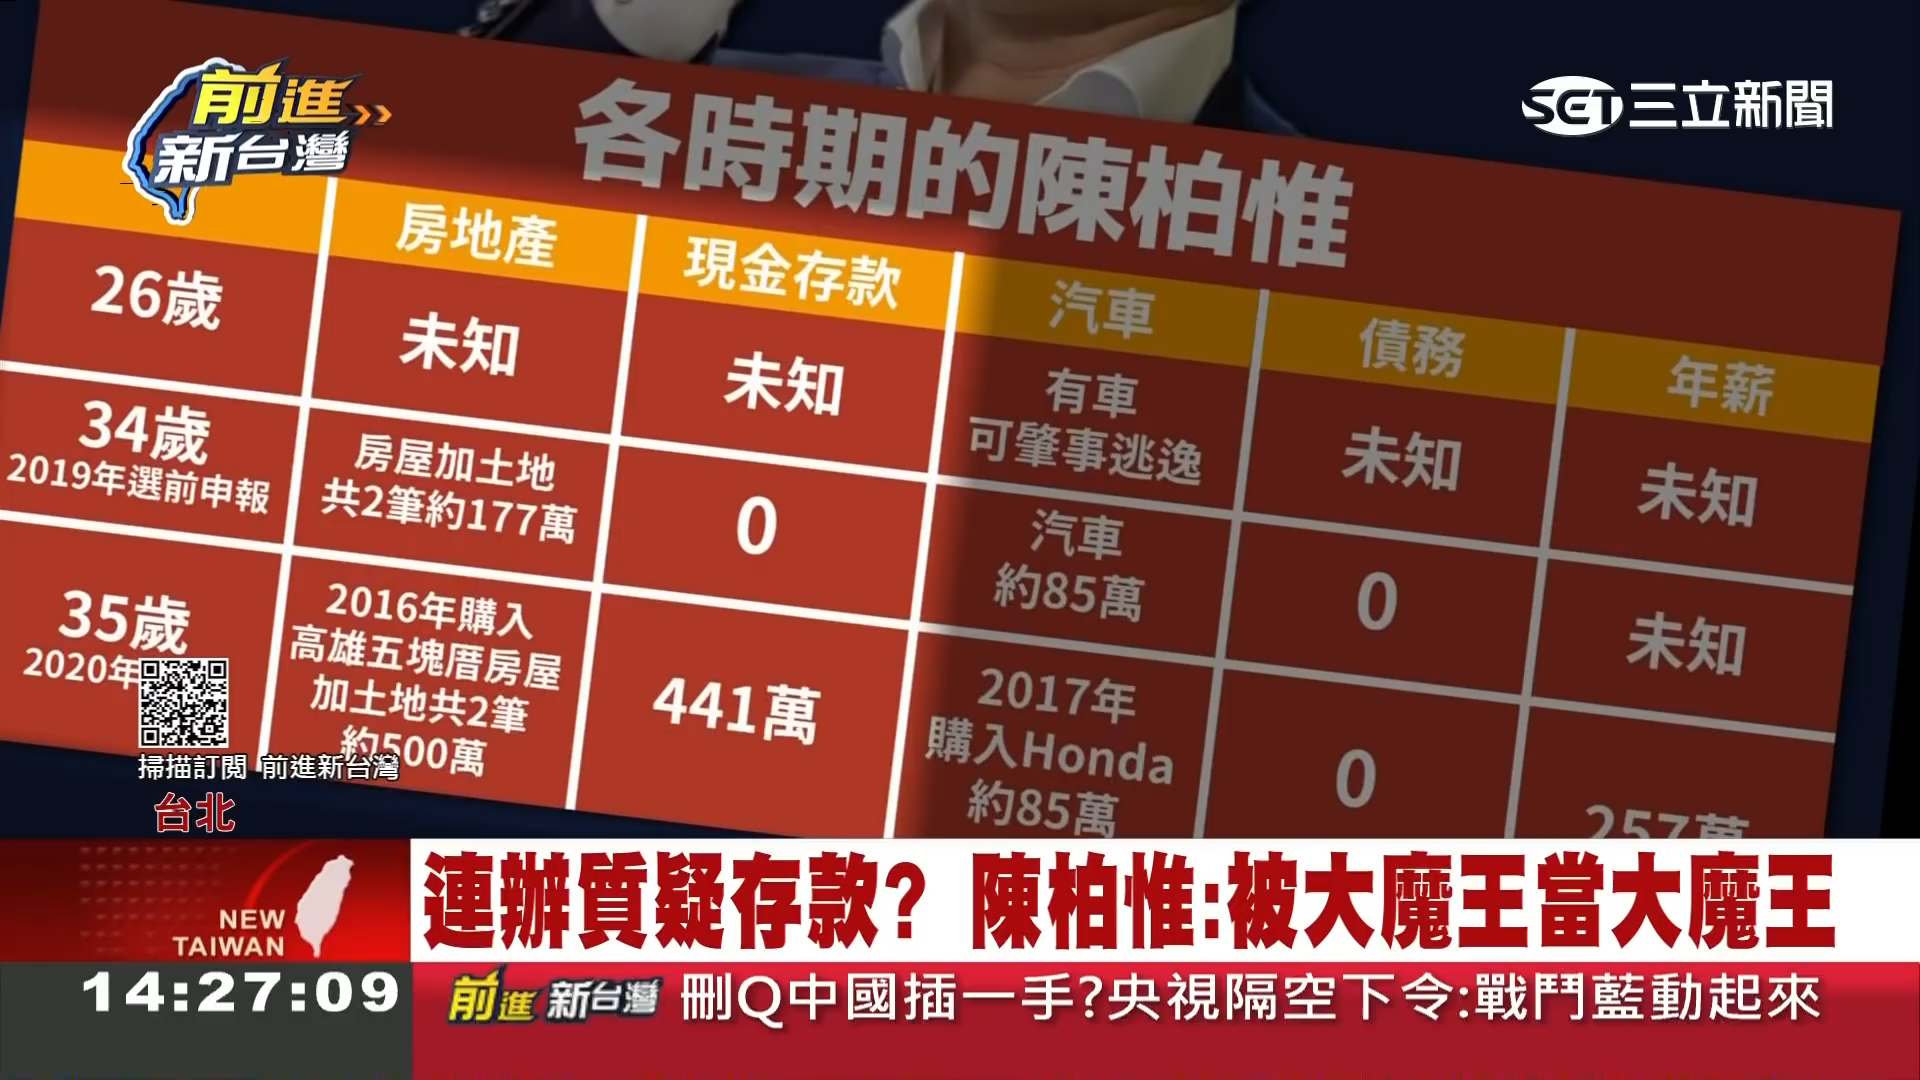 前進
新台灣
SET三立新聞
各時期的陳柏惟
房地產
現金存款
汽車
債務
年薪
26歲
未知
未知
有車
可肇事逃逸
未知
未知
34歲
2019年選前申報
房屋加土地
共2筆約177萬
0
汽車
約85萬
0
未知
35歲
2020年
2016年購入
高雄五塊厝房屋
加土地共2筆
約500萬
441萬
2017年
購入Honda
約85萬
0
257萬
掃描訂閱 前進新台灣
台北
NEW
TAIWAN
連辦質疑存款? 陳柏惟:被大魔王當大魔王
14:27:09
前進新台灣 刪Q中國插一手?央視隔空下令:戰鬥藍動起來